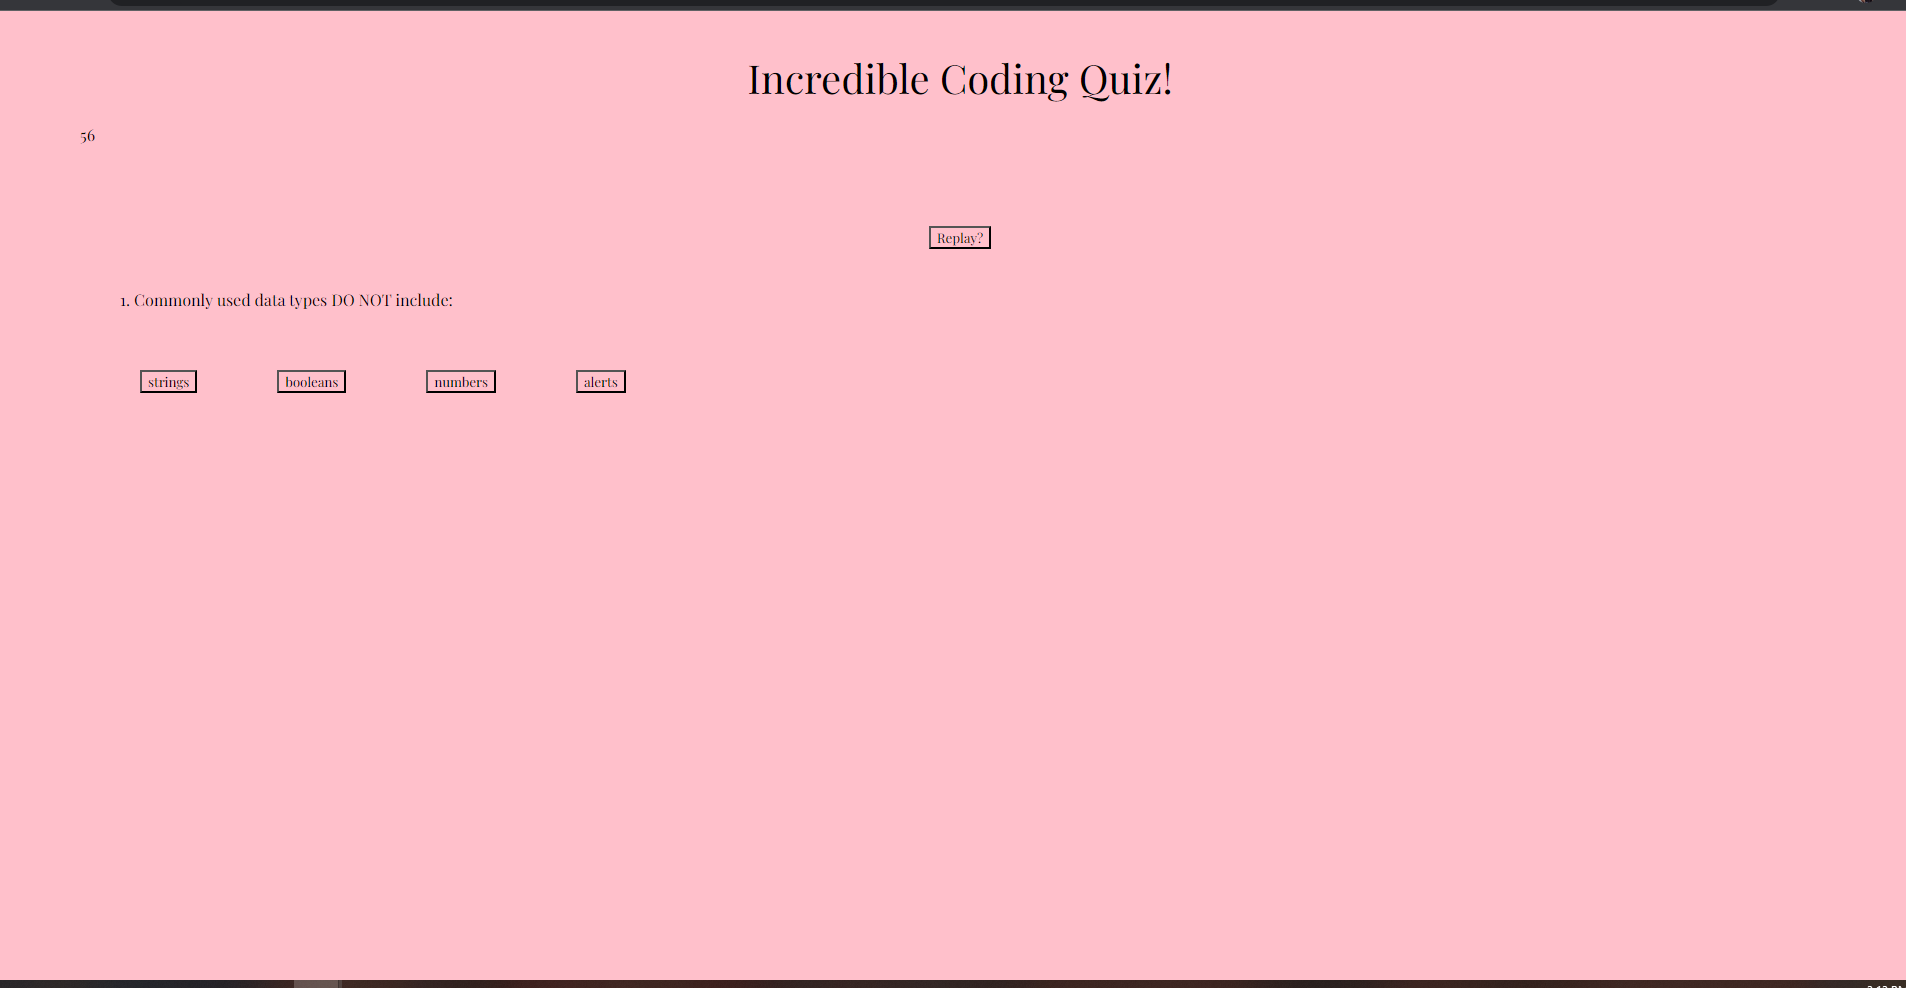 Incredible Coding Quiz!
56
Replay?
1. Commonly used data types DO NOT include:
strings booleans numbers alerts